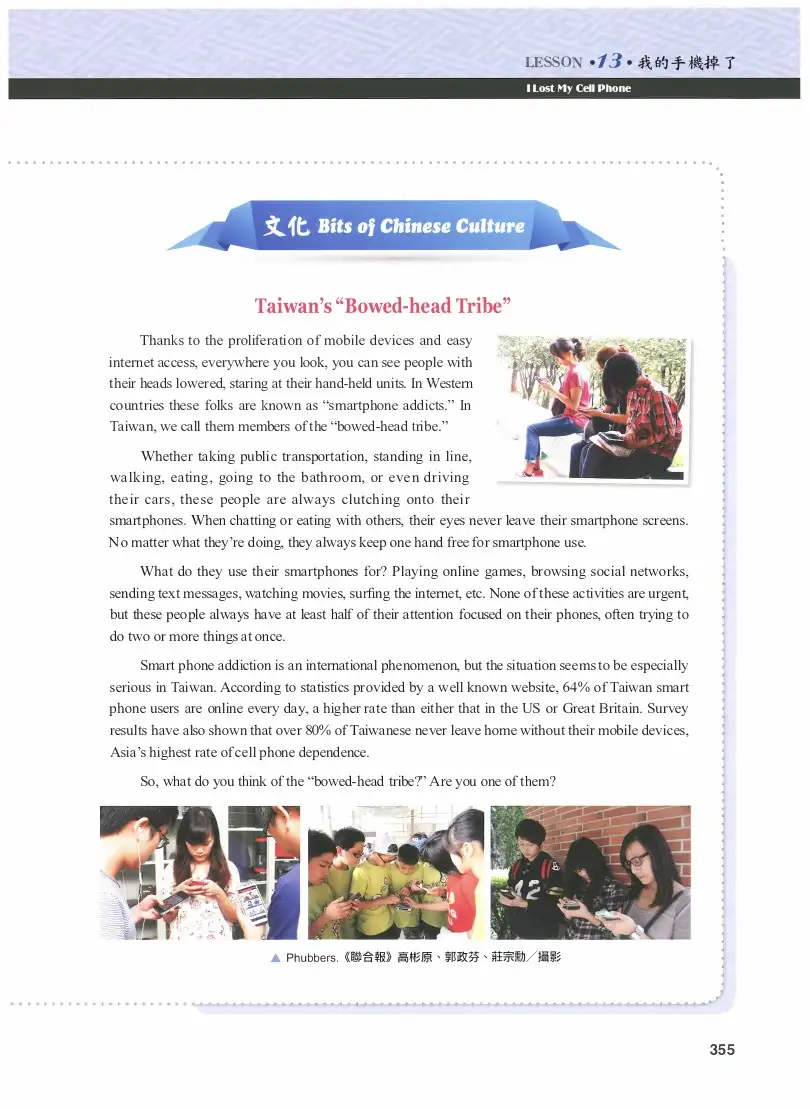 LESSON •13• 我的手機掉了
I Lost My Cell Phone
文化 Bits of Chinese Culture
Taiwan's “Bowed-head Tribe”
Thanks to the proliferation of mobile devices and easy
internet access, everywhere you look, you can see people with
their heads lowered, staring at their hand-held units. In Western
countries these folks are known as “smartphone addicts.” In
Taiwan, we call them members of the “bowed-head tribe.”
Whether taking public transportation, standing in line,
walking, eating, going to the bathroom, or even driving
their cars, these people are always clutching onto their
smartphones. When chatting or eating with others, their eyes never leave their smartphone screens.
No matter what they're doing, they always keep one hand free for smartphone use.
What do they use their smartphones for? Playing online games, browsing social networks,
sending text messages, watching movies, surfing the internet, etc. None of these activities are urgent,
but these people always have at least half of their attention focused on their phones, often trying to
do two or more things at once.
Smart phone addiction is an international phenomenon, but the situation seems to be especially
serious in Taiwan. According to statistics provided by a well known website, 64% of Taiwan smart
phone users are online every day, a higher rate than either that in the US or Great Britain. Survey
results have also shown that over 80% of Taiwanese never leave home without their mobile devices,
Asia's highest rate of cell phone dependence.
So, what do you think of the “bowed-head tribe?” Are you one of them?
42
▲ Phubbers.《聯合報》高彬原、郭政芬、莊宗勳／攝影
355